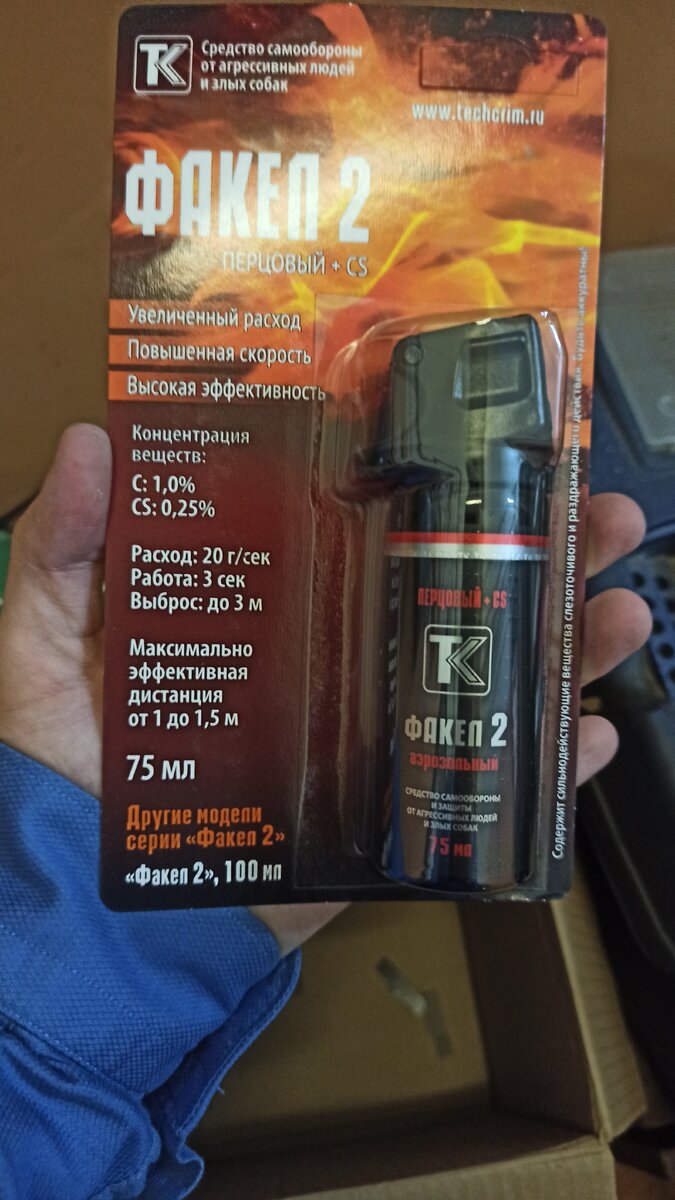 ТК
Средство самообороны
от агрессивных людей
и злых собак
www.techcrim.ru
ФАКЕЛ 2
ПЕРЦОВЫЙ + CS
Увеличенный расход
Повышенная скорость
Высокая эффективность
Концентрация
веществ:
С: 1,0%
CS: 0,25%
Расход: 20 г/сек
Работа: 3 сек
Выброс: до 3 м
Максимально
эффективная
дистанция
от 1 до 1,5 м
75 мл
Другие модели
серии «Факел 2»
«Факел 2», 100 мл
ПЕРЦОВЫЙ + CS
ТК
ФАКЕЛ 2
аэрозольный
СРЕДСТВО САМООБОРОНЫ
И ЗАЩИТЫ
ОТ АГРЕССИВНЫХ ЛЮДЕЙ
И ЗЛЫХ СОБАК
75 мл
Содержит сильнодействующие вещества слезоточивого и раздражающего действия. Будьте аккуратны!